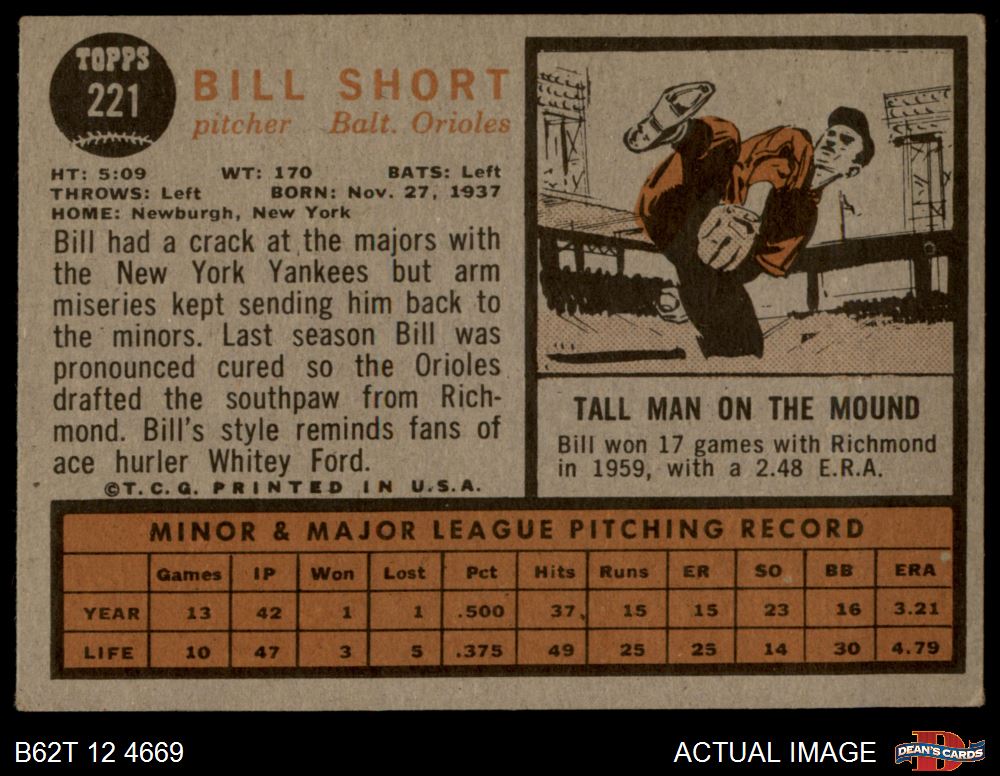 TOPPS
221
BILL SHORT
pitcher Balt. Orioles
HT: 5:09 WT: 170 BATS: Left
THROWS: Left BORN: Nov. 27, 1937
HOME: Newburgh, New York
Bill had a crack at the majors with
the New York Yankees but arm
miseries kept sending him back to
the minors. Last season Bill was
pronounced cured so the Orioles
drafted the southpaw from Rich-
mond. Bill's style reminds fans of
ace hurler Whitey Ford.
©T.C.G. PRINTED IN U.S.A.
TALL MAN ON THE MOUND
Bill won 17 games with Richmond
in 1959, with a 2.48 E.R.A.
MINOR & MAJOR LEAGUE PITCHING RECORD
Games IP Won Lost Pct Hits Runs ER SO BB ERA
YEAR 13 42 1 1 .500 37 15 15 23 16 3.21
LIFE 10 47 3 5 .375 49 25 25 14 30 4.79
B62T 12 4669
ACTUAL IMAGE
D
DEAN'S CARDS